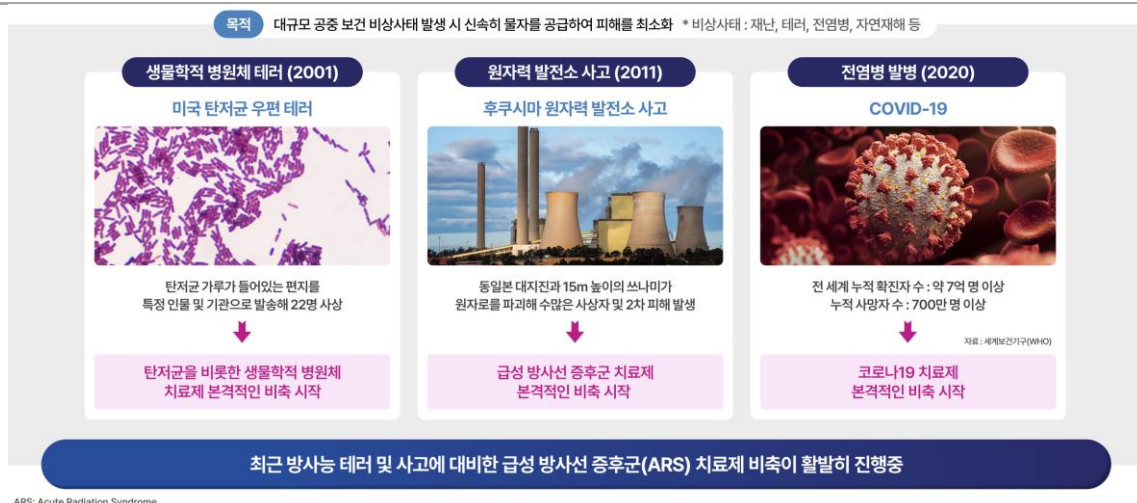 목적 대규모 공중 보건 비상사태 발생 시 신속히 물자를 공급하여 피해를 최소화 * 비상사태 : 재난, 테러, 전염병, 자연재해 등
생물학적 병원체 테러 (2001)
미국 탄저균 우편 테러
탄저균 가루가 들어있는 편지를
특정 인물 및 기관으로 발송해 22명 사상
탄저균을 비롯한 생물학적 병원체
치료제 본격적인 비축 시작
원자력 발전소 사고 (2011)
후쿠시마 원자력 발전소 사고
동일본 대지진과 15m 높이의 쓰나미가
원자로를 파괴해 수많은 사상자 및 2차 피해 발생
급성 방사선 증후군 치료제
본격적인 비축 시작
전염병 발병 (2020)
COVID-19
전 세계 누적 확진자 수 : 약 7억 명 이상
누적 사망자 수 : 700만 명 이상
자료 : 세계보건기구(WHO)
코로나19 치료제
본격적인 비축 시작
최근 방사능 테러 및 사고에 대비한 급성 방사선 증후군(ARS) 치료제 비축이 활발히 진행중
ARS: Acute Radiation Syndrome